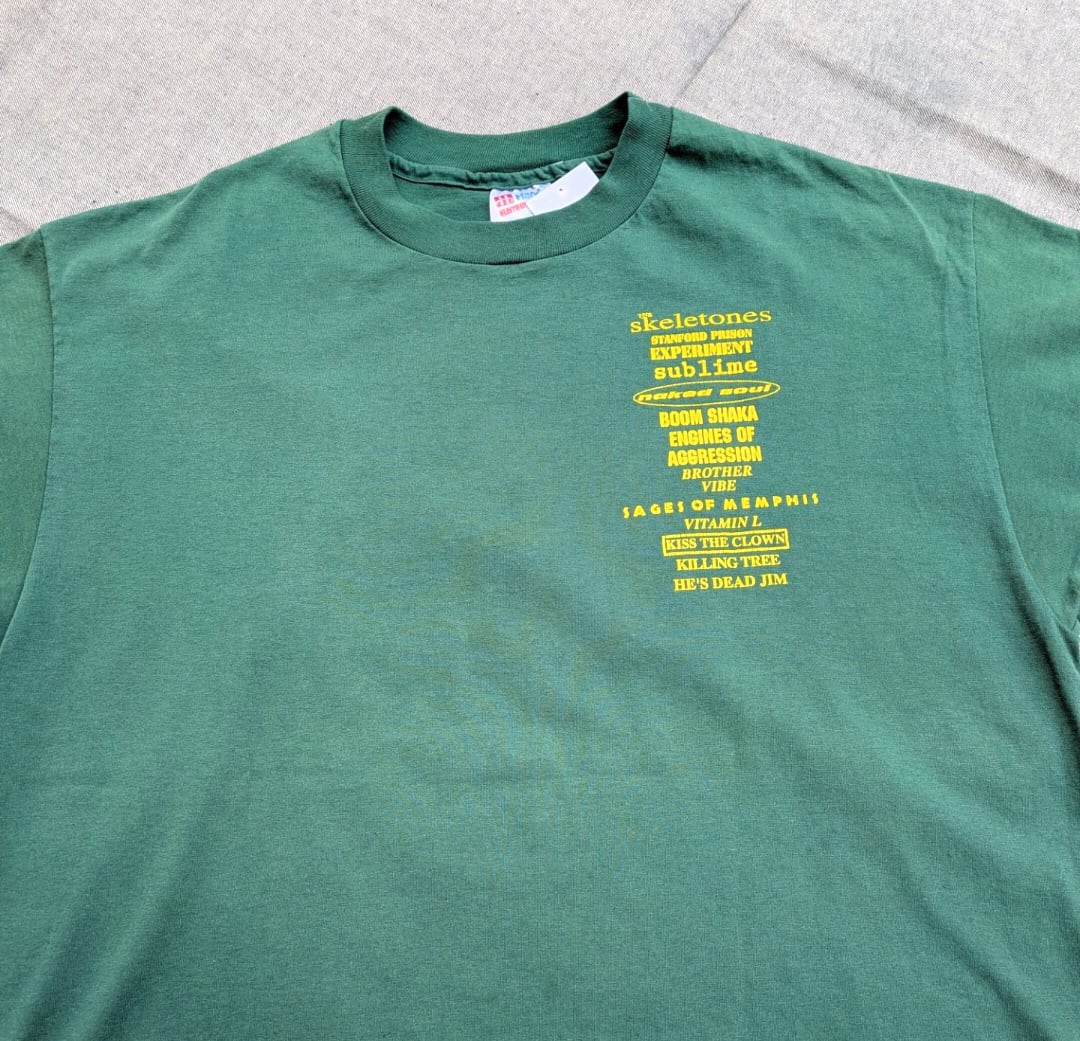 the
skeletones
STANFORD PRISON
EXPERIMENT
sublime
naked soul
BOOM SHAKA
ENGINES OF
AGGRESSION
BROTHER
VIBE
SAGES OF MEMPHIS
VITAMIN L
KISS THE CLOWN
KILLING TREE
HE'S DEAD JIM